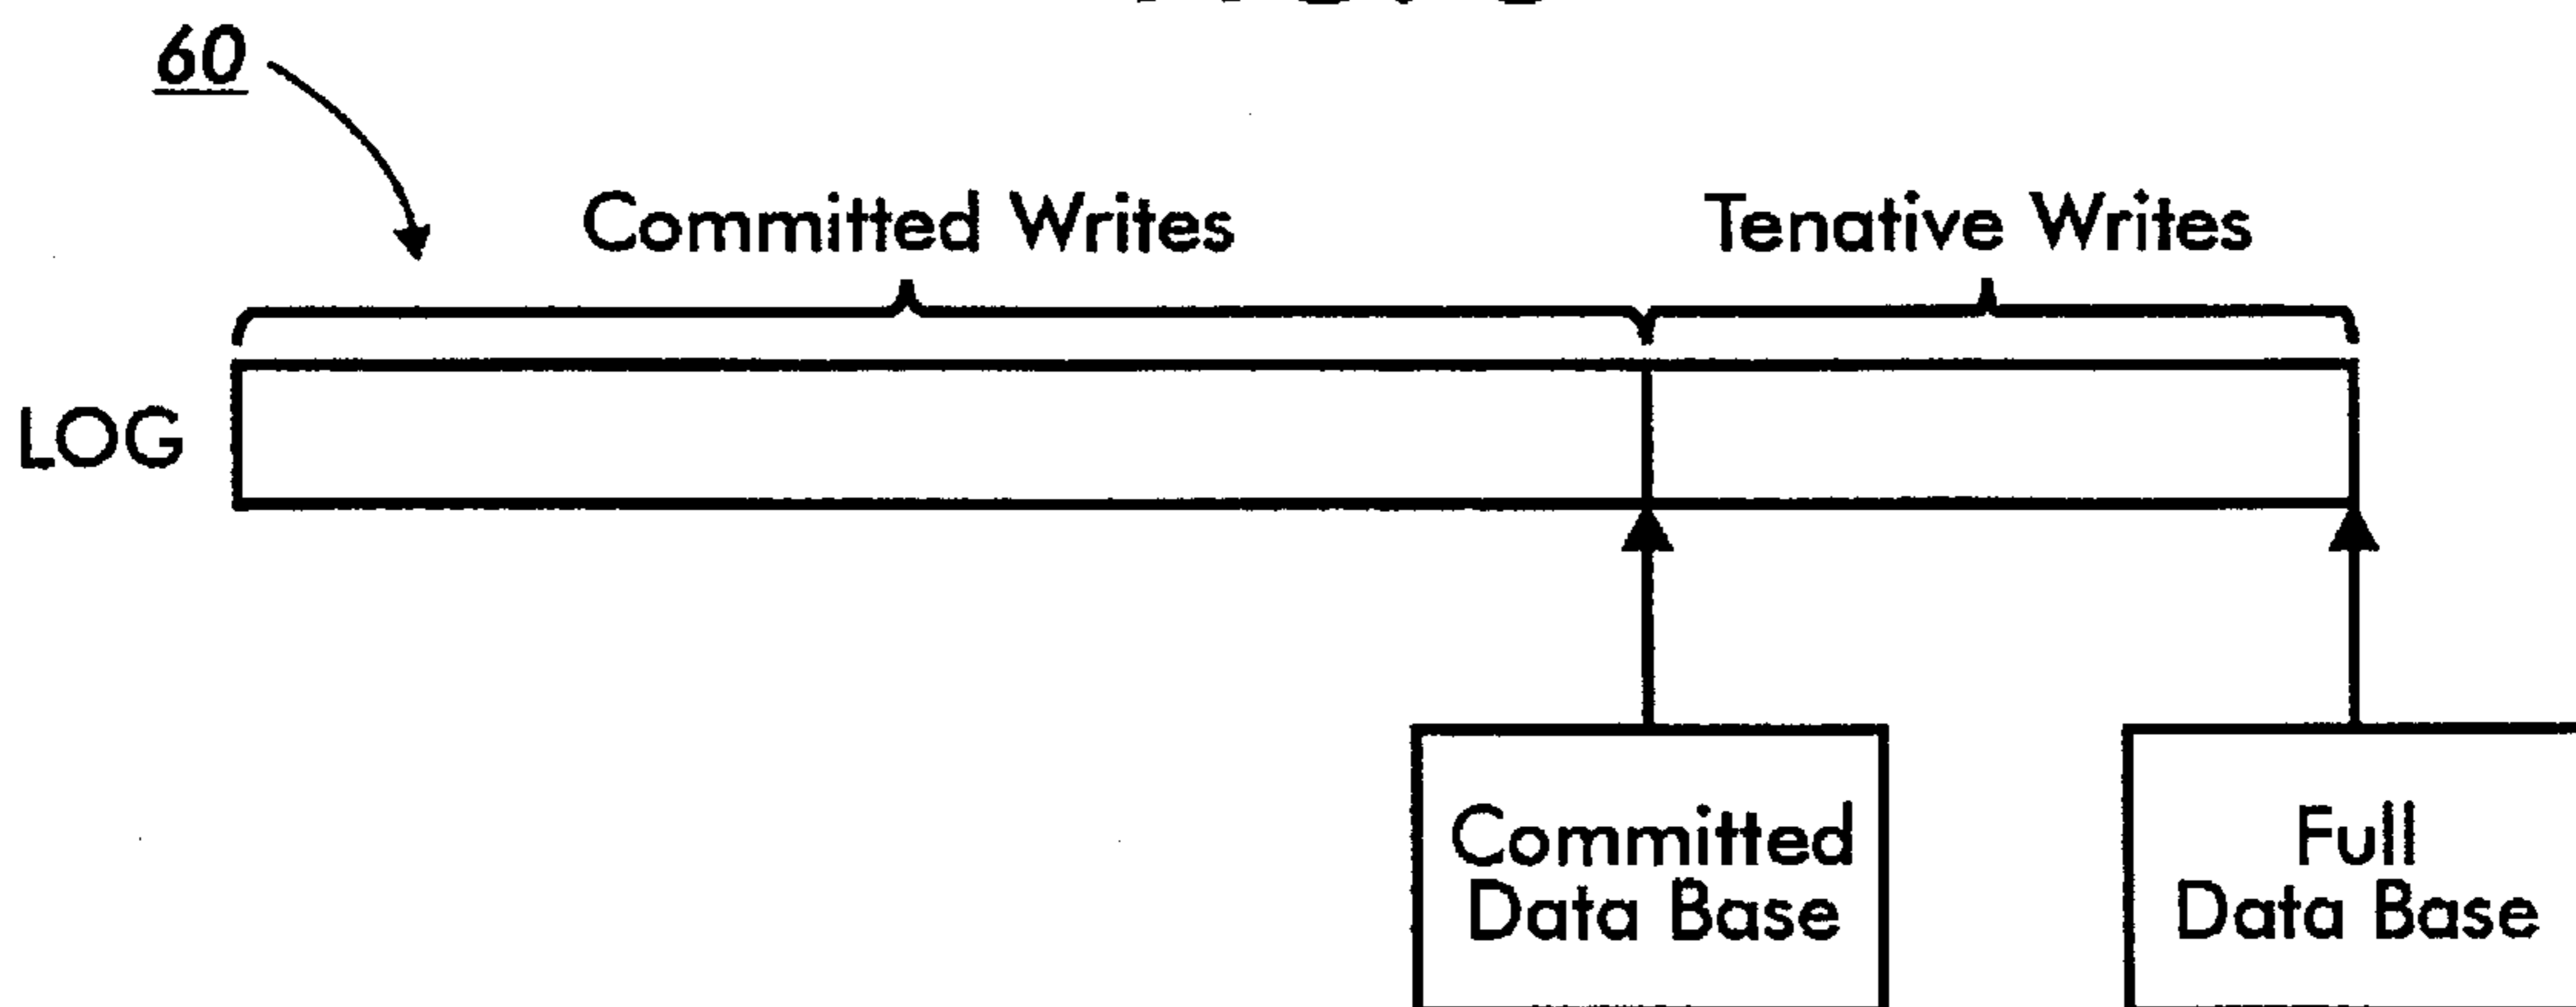 60
Committed Writes
Tenative Writes
LOG
Committed
Data Base
Full
Data Base